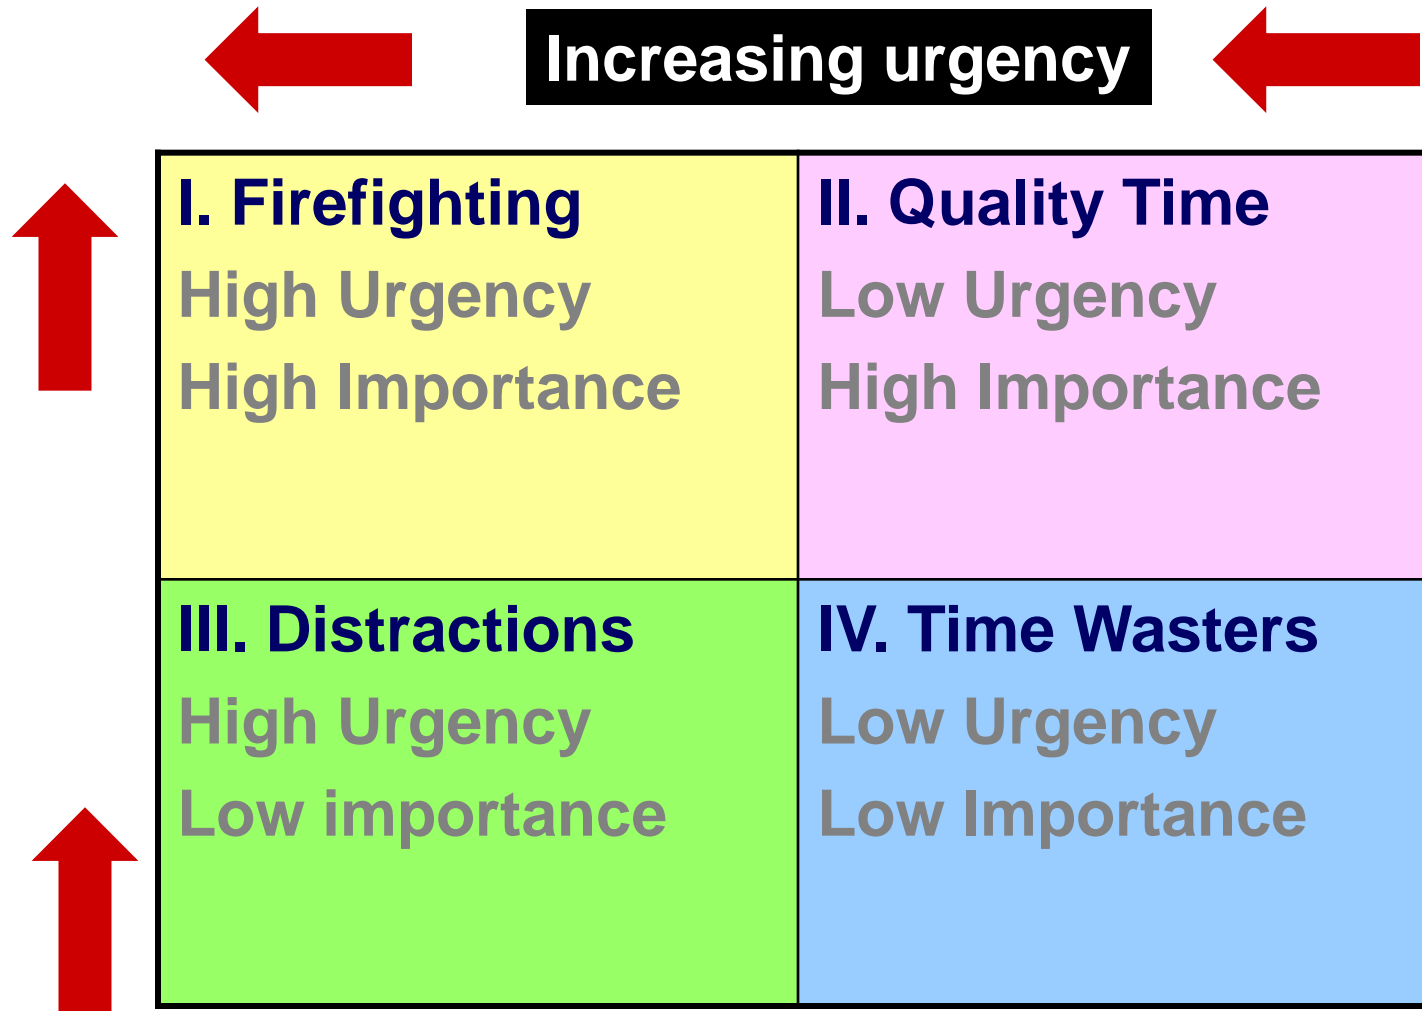 Increasing urgency
I. Firefighting
High Urgency
High Importance
II. Quality Time
Low Urgency
High Importance
III. Distractions
High Urgency
Low importance
IV. Time Wasters
Low Urgency
Low Importance